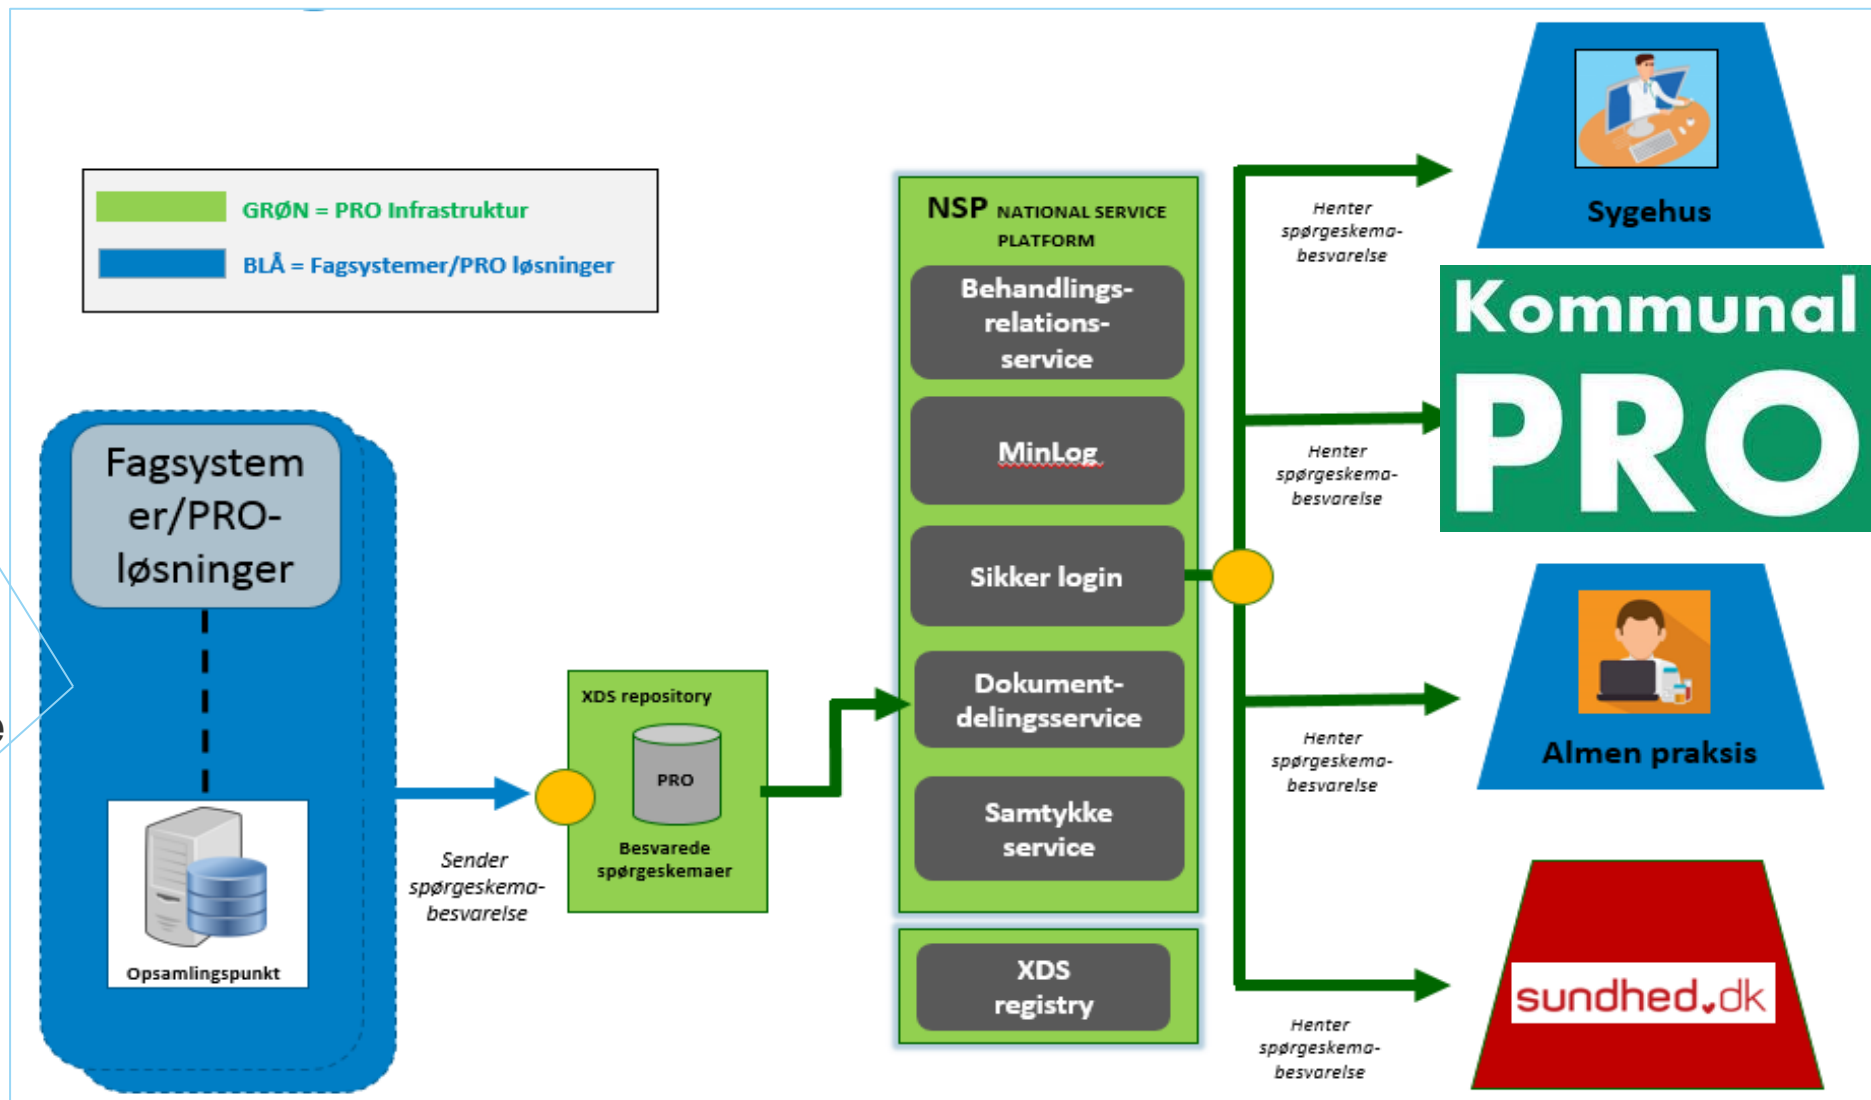 GRØN = PRO Infrastruktur
BLÅ = Fagsystemer/PRO løsninger
Fagsystem
er/PRO-
løsninger
Opsamlingspunkt
e
Sender
spørgeskema-
besvarelse
XDS repository
PRO
Besvarede
spørgeskemaer
NSP NATIONAL SERVICE
PLATFORM
Behandlings-
relations-
service
MinLog
Sikker login
Dokument-
delingsservice
Samtykke
service
XDS
registry
Henter
spørgeskema-
besvarelse
Sygehus
Henter
spørgeskema-
besvarelse
Kommunal
PRO
Henter
spørgeskema-
besvarelse
Almen praksis
Henter
spørgeskema-
besvarelse
sundhed.dk